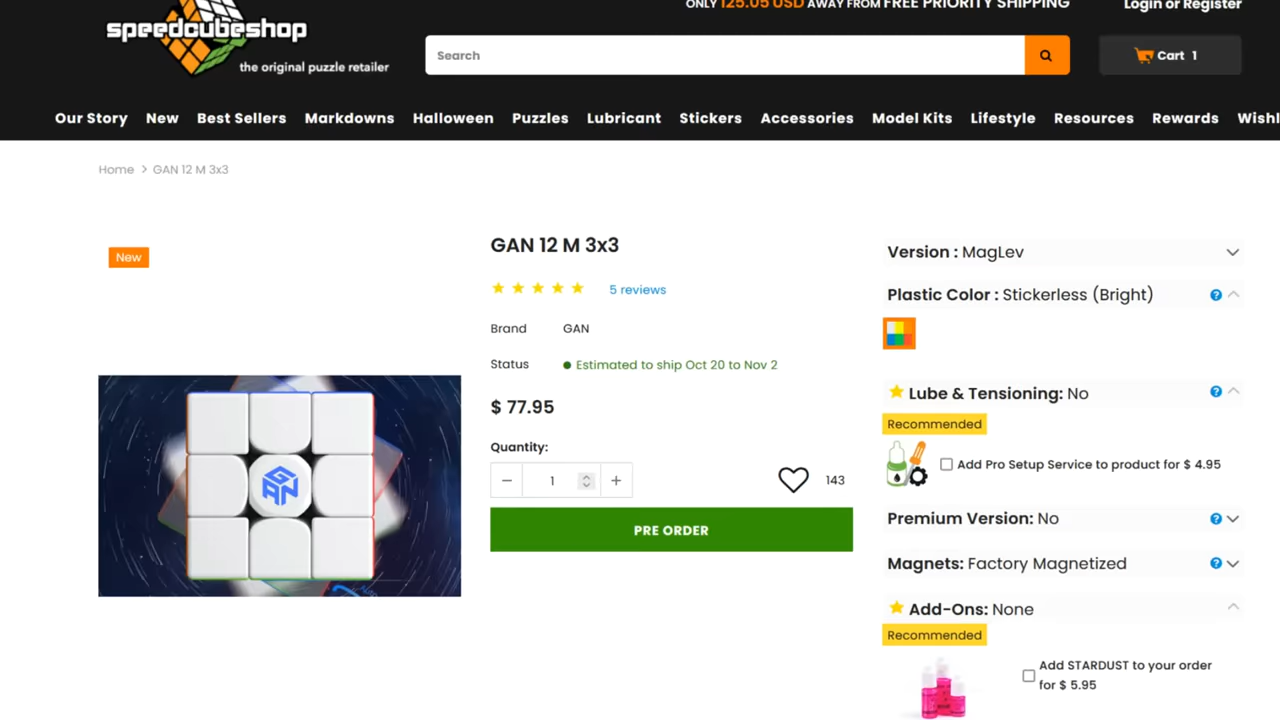 ONLY 125.05 USD AWAY FROM FREE PRIORITY SHIPPING
Login or Register
speedcubeshop
the original puzzle retailer
Search
Cart 1
Our Story New Best Sellers Markdowns Halloween Puzzles Lubricant Stickers Accessories Model Kits Lifestyle Resources Rewards Wishl
Home > GAN 12 M 3x3
New
GAN
GAN 12 M 3x3
5 reviews
Brand GAN
Status Estimated to ship Oct 20 to Nov 2
$ 77.95
Quantity:
− 1 +
143
PRE ORDER
Version : MagLev
Plastic Color : Stickerless (Bright)
?
Lube & Tensioning: No
?
Recommended
Add Pro Setup Service to product for $ 4.95
Premium Version: No
?
Magnets: Factory Magnetized
?
Add-Ons: None
Recommended
Add STARDUST to your order
for $ 5.95